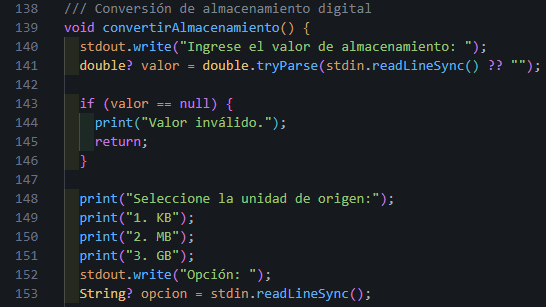 138 /// Conversión de almacenamiento digital
139 void convertirAlmacenamiento() {
140   stdout.write("Ingrese el valor de almacenamiento: ");
141   double? valor = double.tryParse(stdin.readLineSync() ?? "");
142
143   if (valor == null) {
144     print("Valor inválido.");
145     return;
146   }
147
148   print("Seleccione la unidad de origen:");
149   print("1. KB");
150   print("2. MB");
151   print("3. GB");
152   stdout.write("Opción: ");
153   String? opcion = stdin.readLineSync();